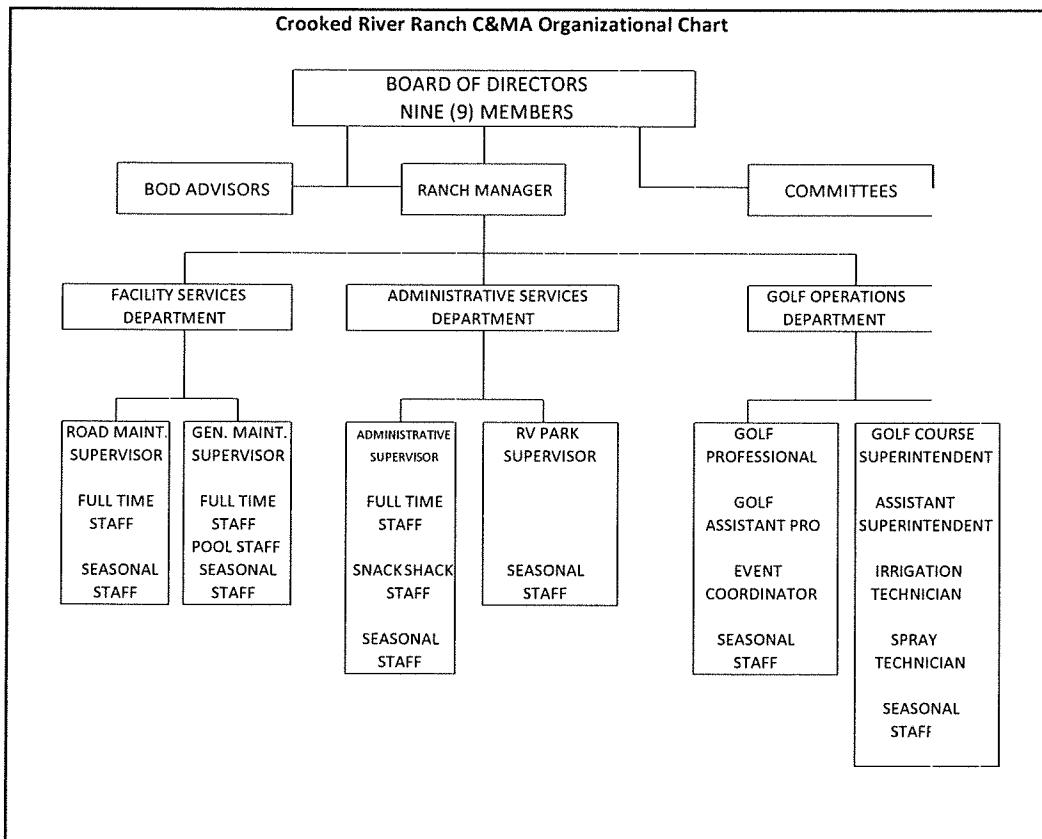 Crooked River Ranch C&MA Organizational Chart
BOARD OF DIRECTORS
NINE (9) MEMBERS
BOD ADVISORS
RANCH MANAGER
COMMITTEES
FACILITY SERVICES
DEPARTMENT
ADMINISTRATIVE SERVICES
DEPARTMENT
GOLF OPERATIONS
DEPARTMENT
ROAD MAINT.
SUPERVISOR
FULL TIME
STAFF
SEASONAL
STAFF
GEN. MAINT.
SUPERVISOR
FULL TIME
STAFF
POOL STAFF
SEASONAL
STAFF
ADMINISTRATIVE
SUPERVISOR
FULL TIME
STAFF
SNACK SHACK
STAFF
SEASONAL
STAFF
RV PARK
SUPERVISOR
SEASONAL
STAFF
GOLF
PROFESSIONAL
GOLF
ASSISTANT PRO
EVENT
COORDINATOR
SEASONAL
STAFF
GOLF COURSE
SUPERINTENDENT
ASSISTANT
SUPERINTENDENT
IRRIGATION
TECHNICIAN
SPRAY
TECHNICIAN
SEASONAL
STAFF